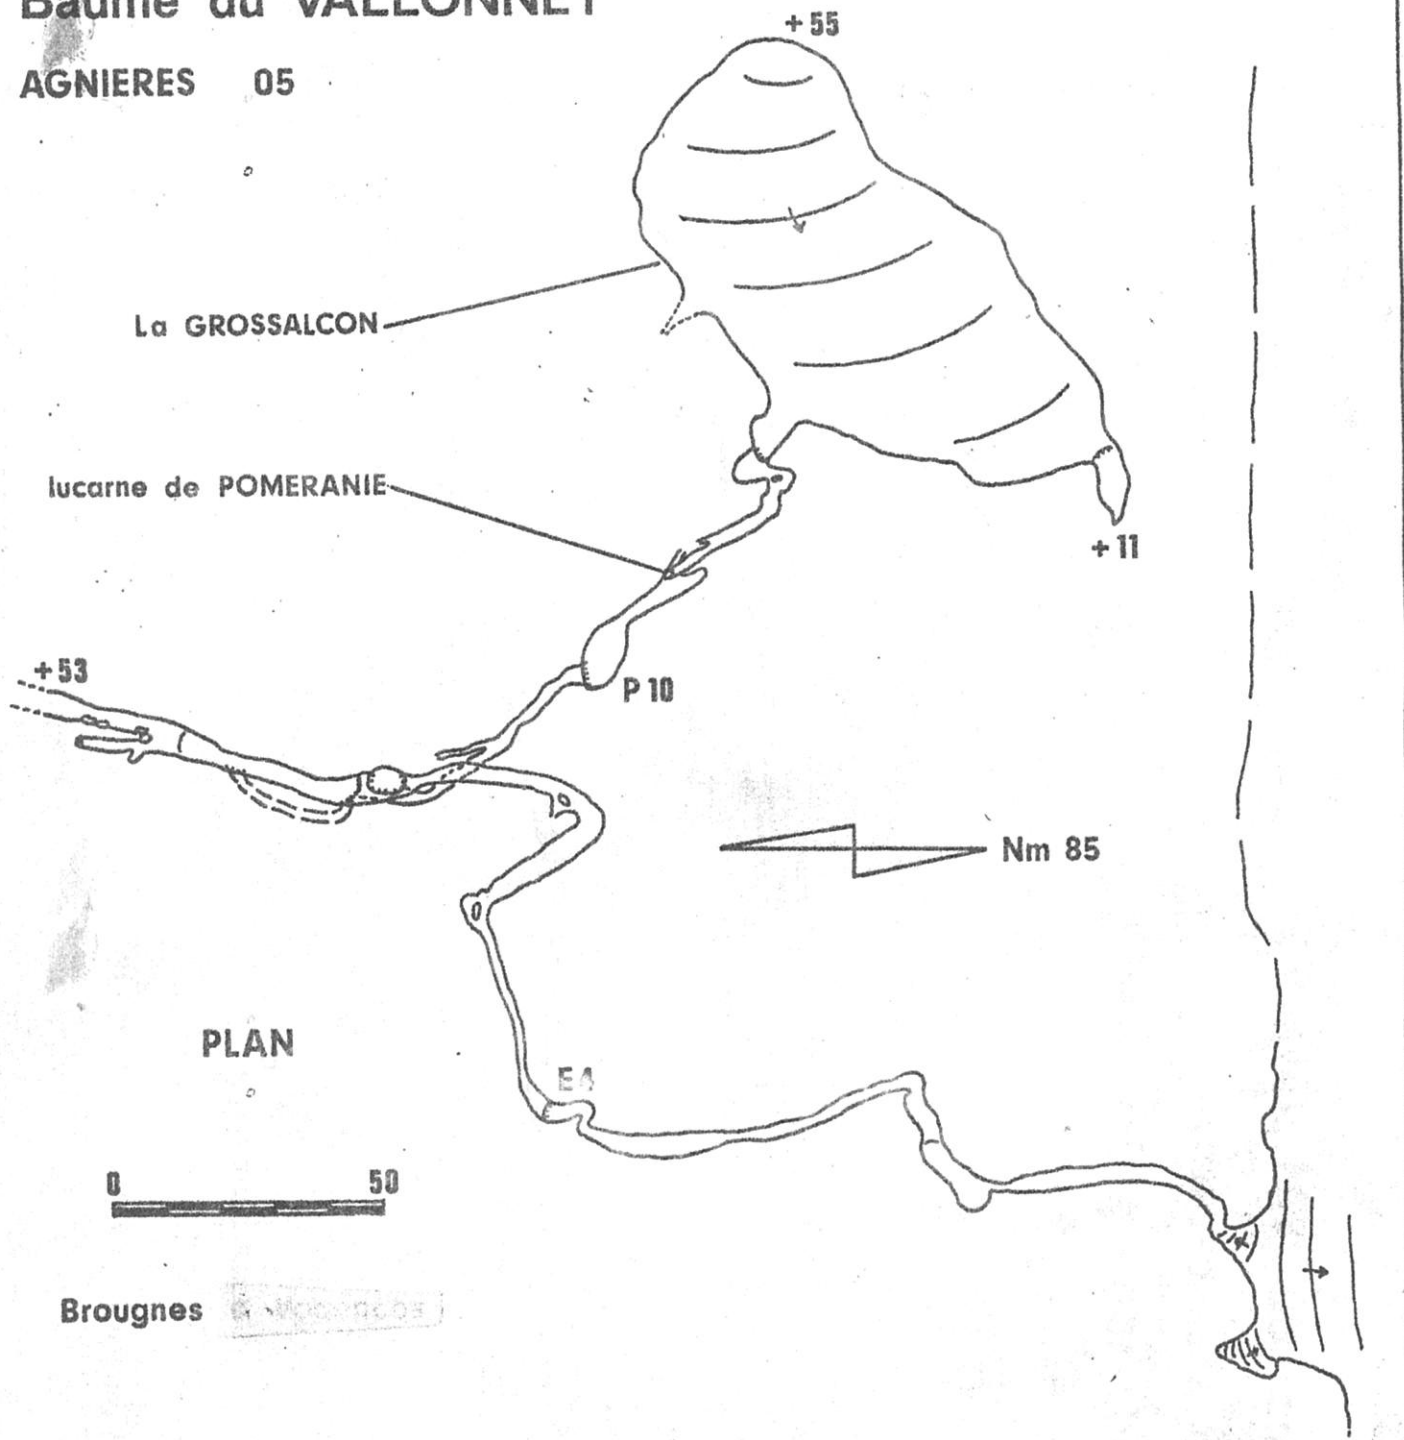 Baume du VALLONNET
AGNIERES 05
+55
La GROSSALCON
lucarne de POMERANIE
+11
+53
P 10
Nm 85
PLAN
E4
0 50
Brougnes